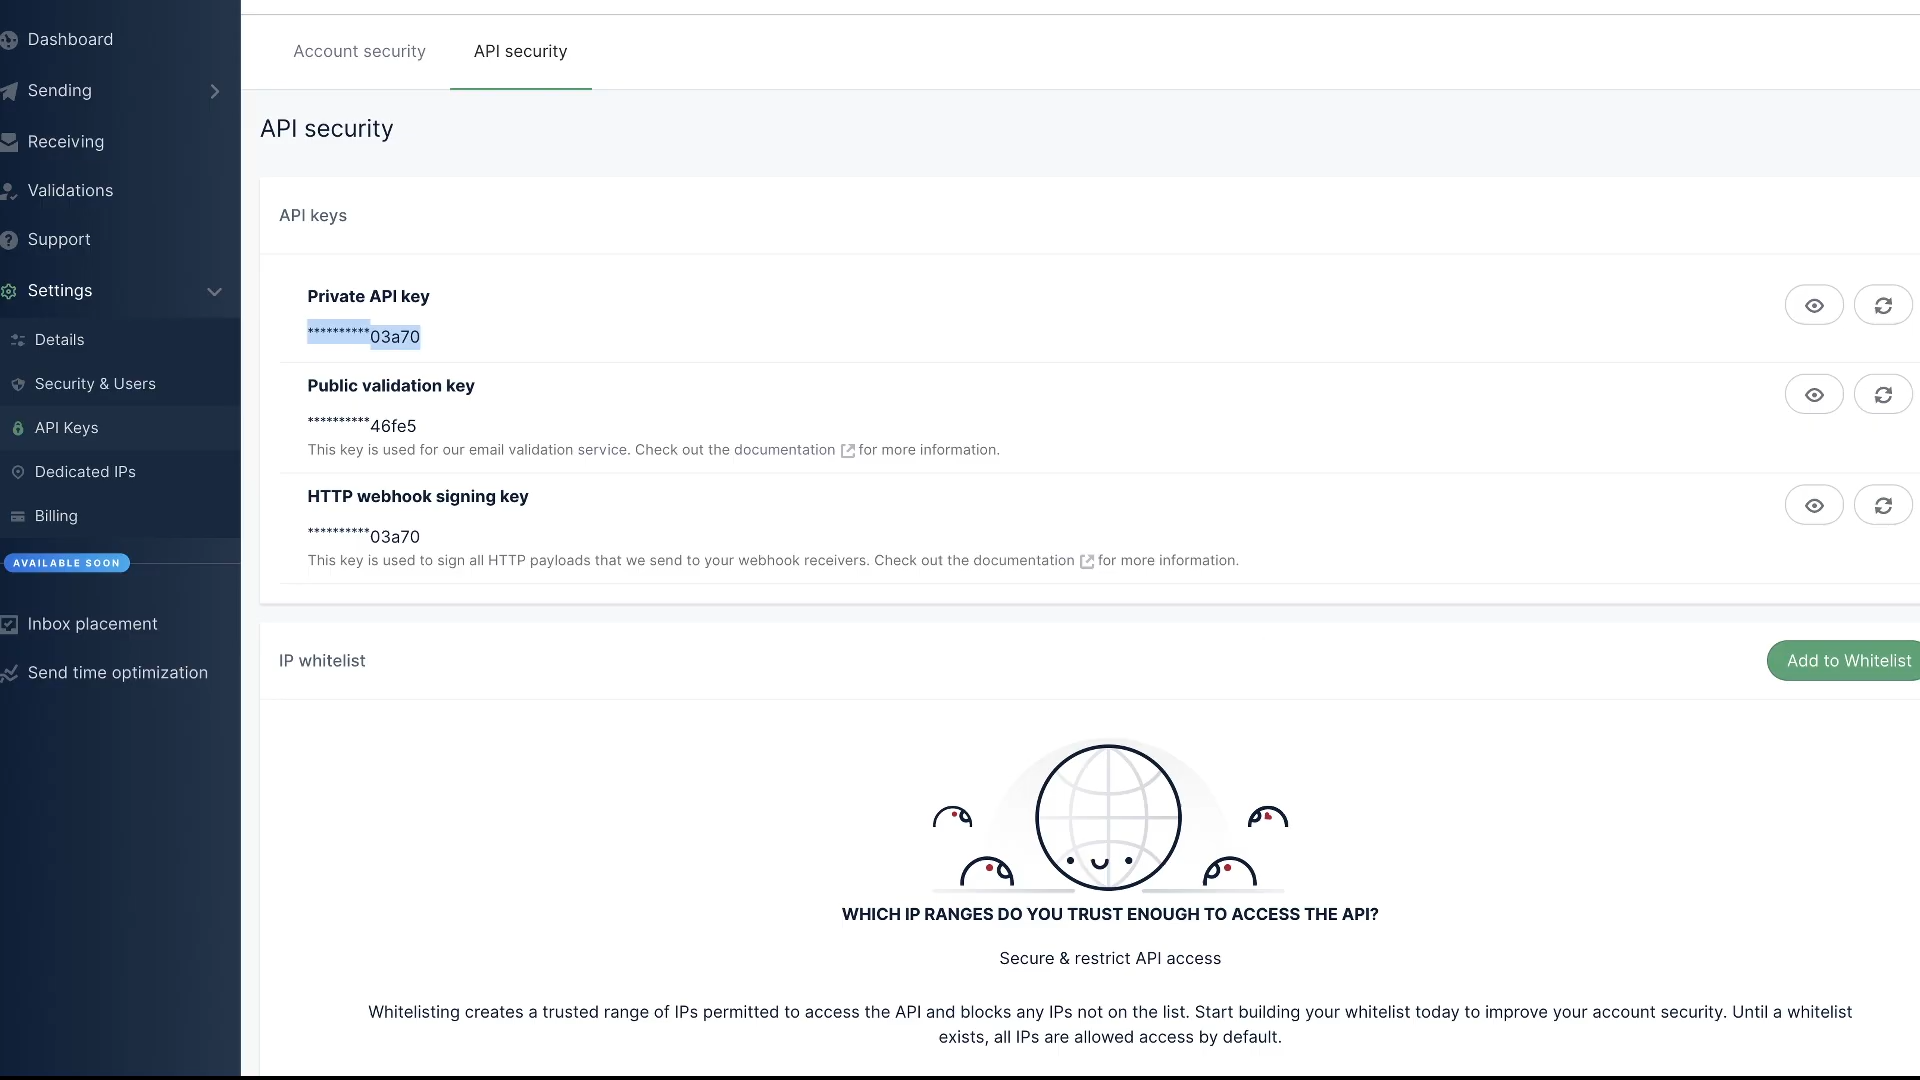 Dashboard
Sending
Receiving
Validations
Support
Settings
Details
Security & Users
API Keys
Dedicated IPs
Billing
AVAILABLE SOON
Inbox placement
Send time optimization
Account security
API security
API security
API keys
Private API key
**********03a70
Public validation key
**********46fe5
This key is used for our email validation service. Check out the documentation for more information.
HTTP webhook signing key
**********03a70
This key is used to sign all HTTP payloads that we send to your webhook receivers. Check out the documentation for more information.
IP whitelist
Add to Whitelist
WHICH IP RANGES DO YOU TRUST ENOUGH TO ACCESS THE API?
Secure & restrict API access
Whitelisting creates a trusted range of IPs permitted to access the API and blocks any IPs not on the list. Start building your whitelist today to improve your account security. Until a whitelist
exists, all IPs are allowed access by default.